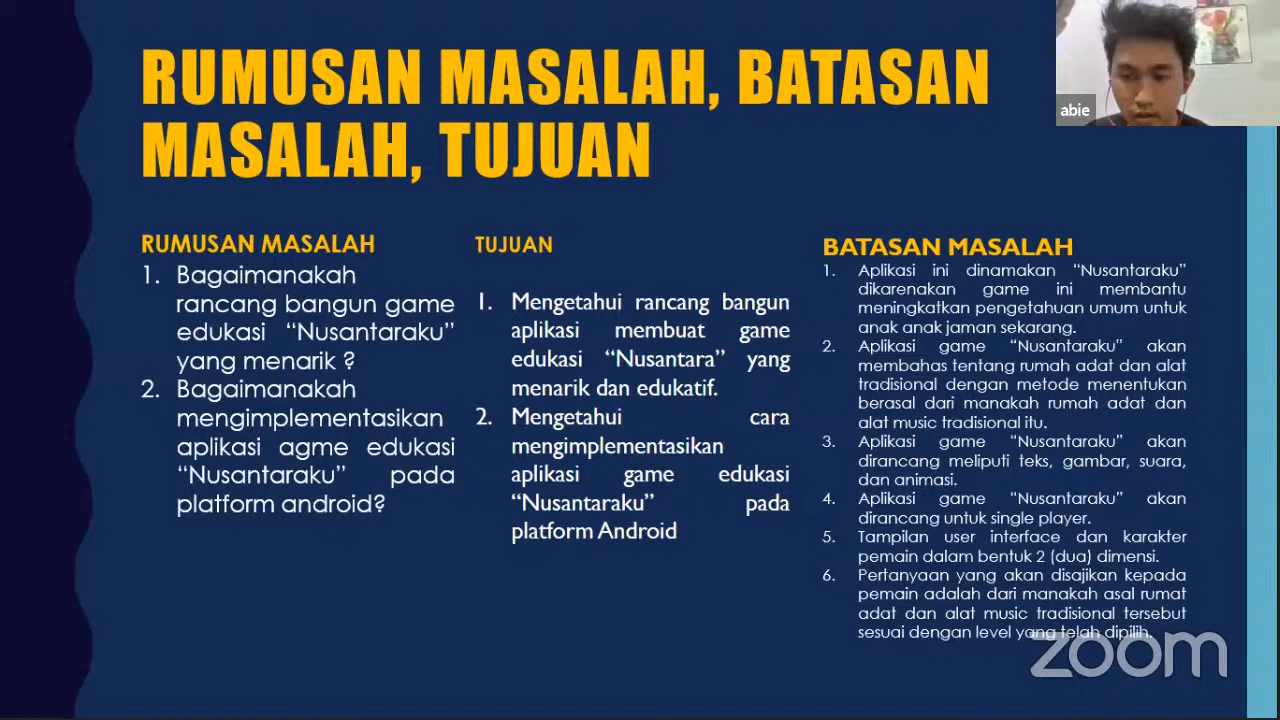 RUMUSAN MASALAH, BATASAN
MASALAH, TUJUAN
abie
RUMUSAN MASALAH
1. Bagaimanakah
rancang bangun game
edukasi “Nusantaraku”
yang menarik ?
2. Bagaimanakah
mengimplementasikan
aplikasi agme edukasi
“Nusantaraku” pada
platform android?
TUJUAN
1. Mengetahui rancang bangun
aplikasi membuat game
edukasi “Nusantara” yang
menarik dan edukatif.
2. Mengetahui cara
mengimplementasikan
aplikasi game edukasi
“Nusantaraku” pada
platform Android
BATASAN MASALAH
1. Aplikasi ini dinamakan “Nusantaraku”
dikarenakan game ini membantu
meningkatkan pengetahuan umum untuk
anak anak jaman sekarang.
2. Aplikasi game “Nusantaraku” akan
membahas tentang rumah adat dan alat
tradisional dengan metode menentukan
berasal dari manakah rumah adat dan
alat music tradisional itu.
3. Aplikasi game “Nusantaraku” akan
dirancang meliputi teks, gambar, suara,
dan animasi.
4. Aplikasi game “Nusantaraku” akan
dirancang untuk single player.
5. Tampilan user interface dan karakter
pemain dalam bentuk 2 (dua) dimensi.
6. Pertanyaan yang akan disajikan kepada
pemain adalah dari manakah asal rumat
adat dan alat music tradisional tersebut
sesuai dengan level yang telah dipilih.
zoom